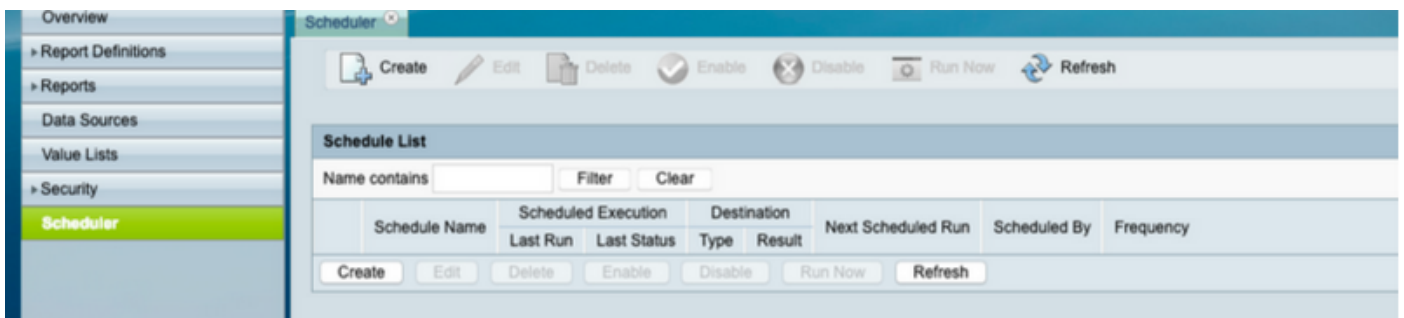 Overview
Report Definitions
Reports
Data Sources
Value Lists
Security
Scheduler
Scheduler
Create Edit Delete Enable Disable Run Now Refresh
Schedule List
Name contains Filter Clear
Schedule Name Scheduled Execution Destination Next Scheduled Run Scheduled By Frequency
Last Run Last Status Type Result
Create Edit Delete Enable Disable Run Now Refresh